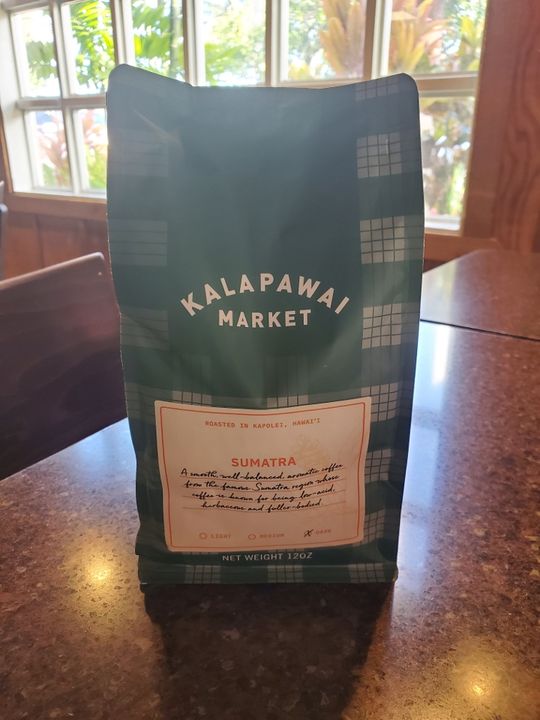 KALAPAWAI
MARKET
ROASTED IN KAPOLEI, HAWAI'I
SUMATRA
A smooth, well-balanced, aromatic coffee
from the famous Sumatra region whose
coffee is known for being low-acid,
herbaceous and fuller-bodied.
LIGHT MEDIUM DARK
NET WEIGHT 12OZ